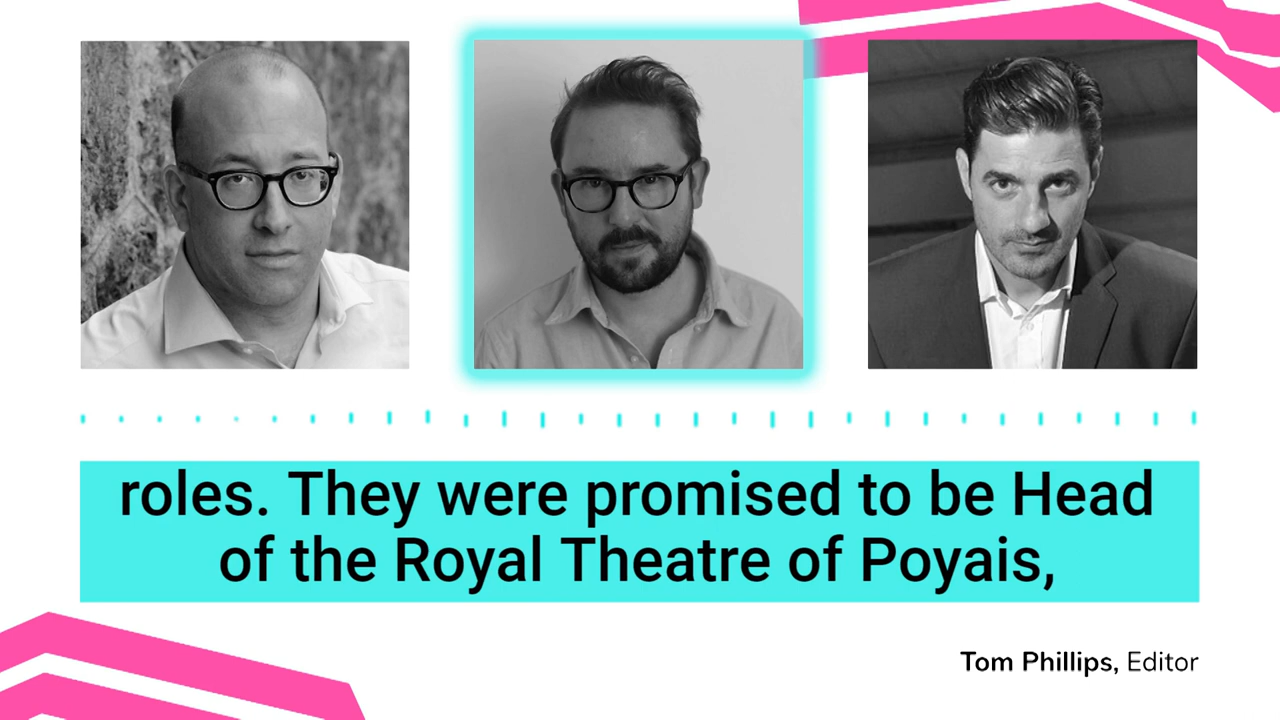 roles. They were promised to be Head
of the Royal Theatre of Poyais,
Tom Phillips, Editor